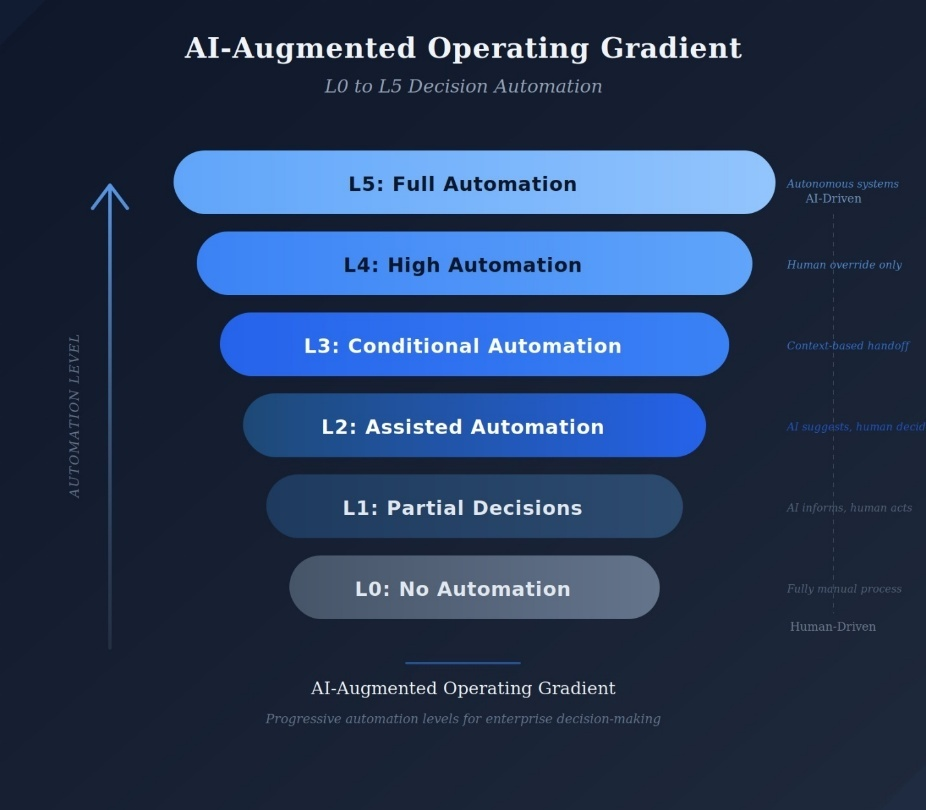 AI-Augmented Operating Gradient
L0 to L5 Decision Automation
AUTOMATION LEVEL
L5: Full Automation
Autonomous systems
AI-Driven
L4: High Automation
Human override only
L3: Conditional Automation
Context-based handoff
L2: Assisted Automation
AI suggests, human decid
L1: Partial Decisions
AI informs, human acts
L0: No Automation
Fully manual process
Human-Driven
AI-Augmented Operating Gradient
Progressive automation levels for enterprise decision-making